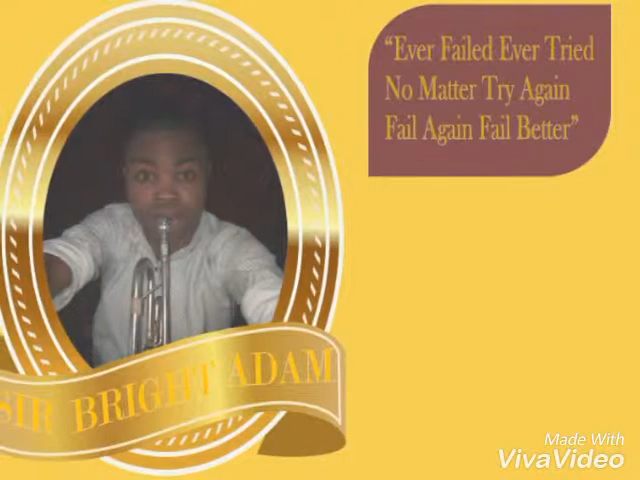 “Ever Failed Ever Tried
No Matter Try Again
Fail Again Fail Better”
SIR BRIGHT ADAM
Made With
VivaVideo